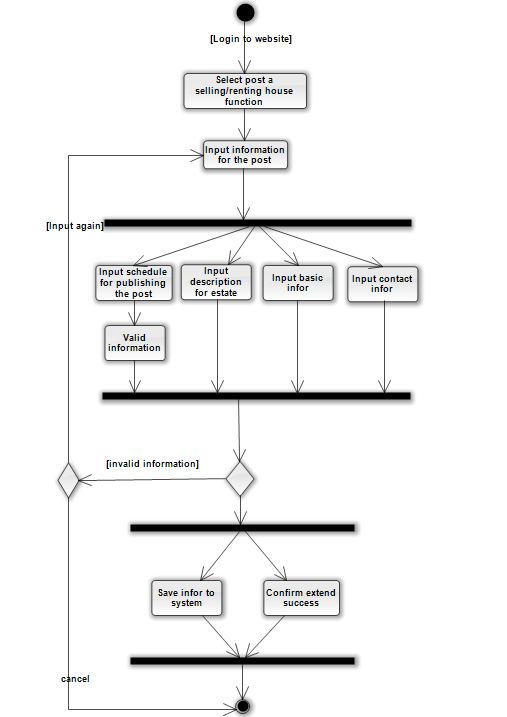 [Login to website]
Select post a
selling/renting house
function
Input information
for the post
[Input again]
Input schedule
for publishing
the post
Input
description
for estate
Input basic
infor
Input contact
infor
Valid
information
[invalid information]
Save infor to
system
Confirm extend
success
cancel